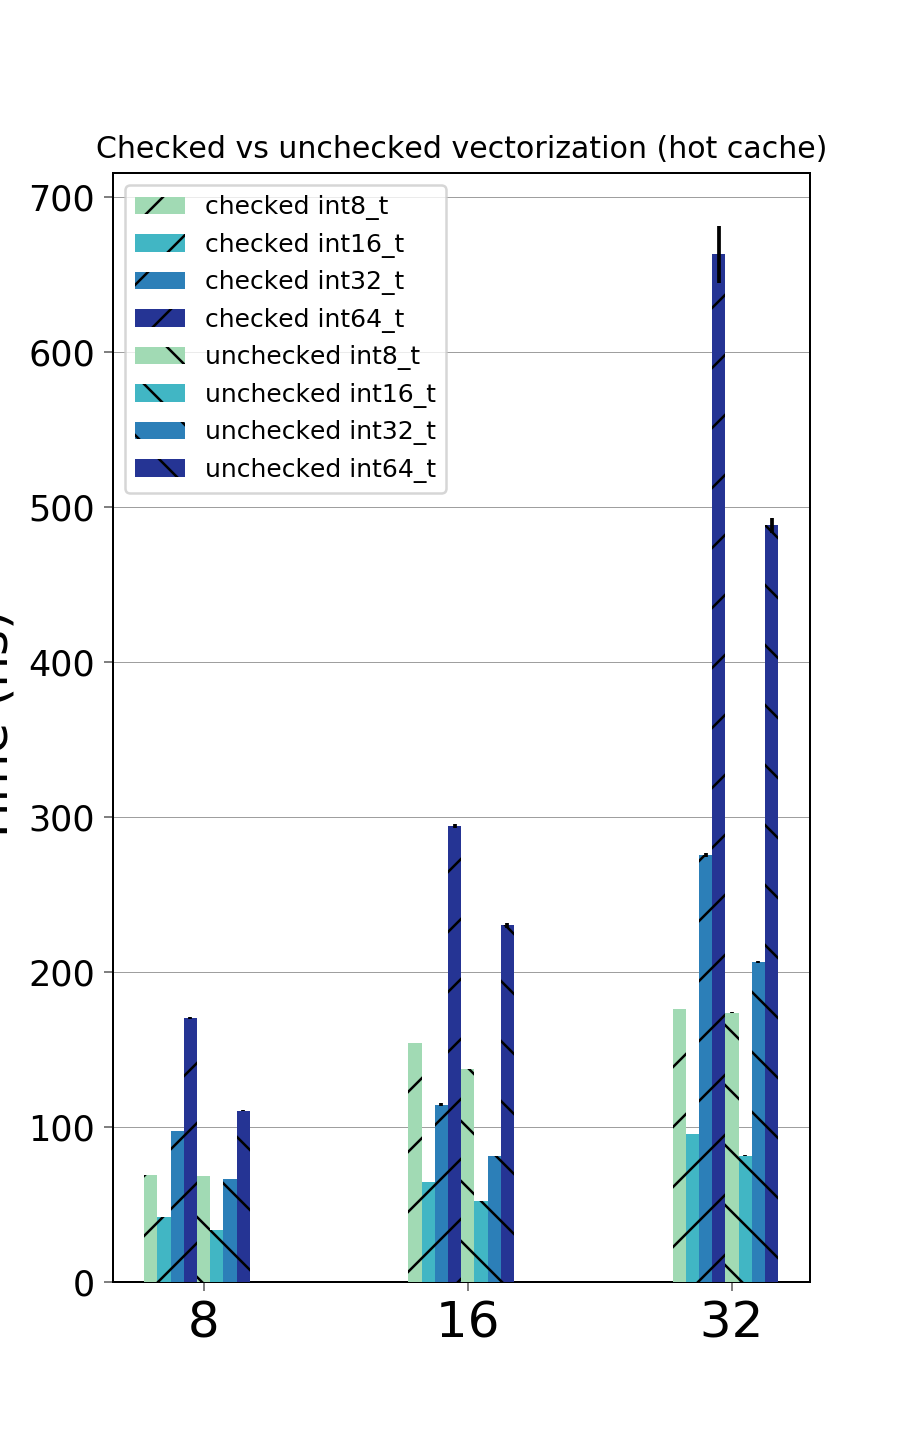 Checked vs unchecked vectorization (hot cache)
700
600
500
400
300
200
100
0
checked int8_t
checked int16_t
checked int32_t
checked int64_t
unchecked int8_t
unchecked int16_t
unchecked int32_t
unchecked int64_t
8
16
32